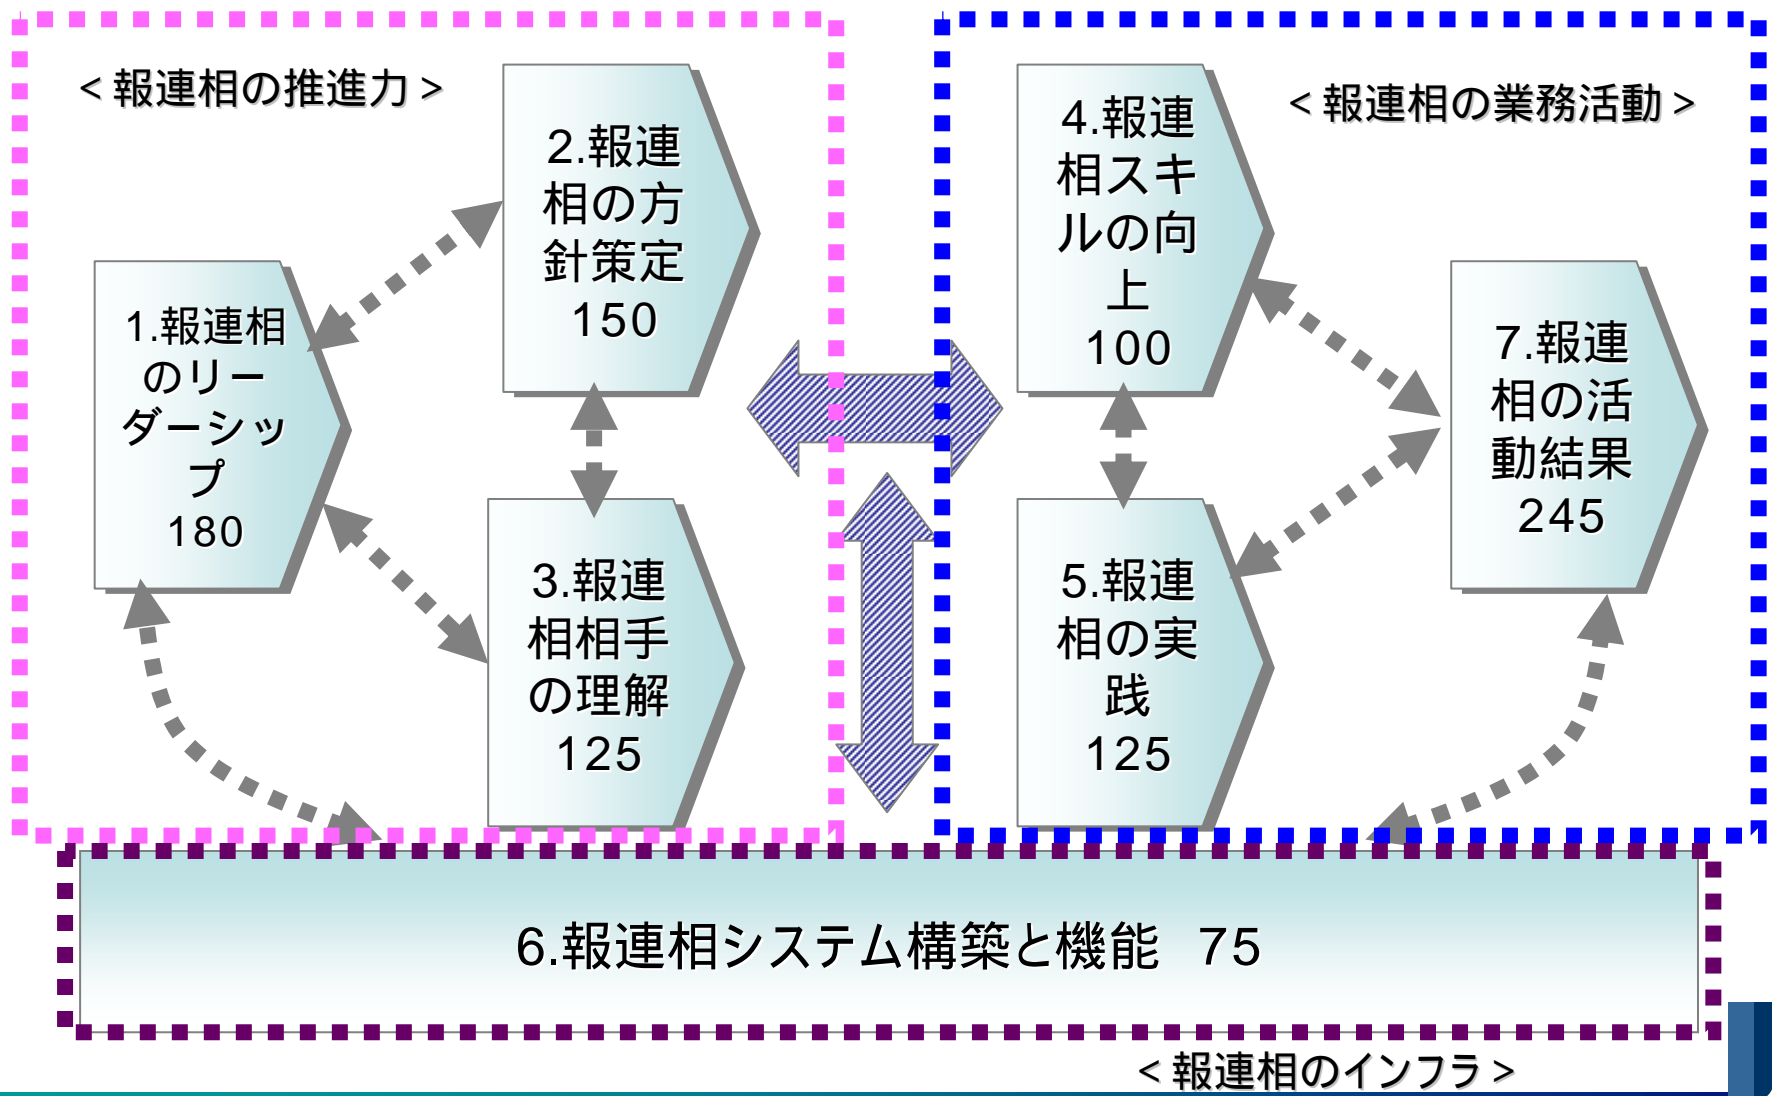 <報連相の推進力>
1.報連相
のリー
ダーシッ
プ
180
2.報連
相の方
針策定
150
3.報連
相相手
の理解
125
<報連相の業務活動>
4.報連
相スキ
ルの向
上
100
5.報連
相の実
践
125
7.報連
相の活
動結果
245
6.報連相システム構築と機能 75
<報連相のインフラ>